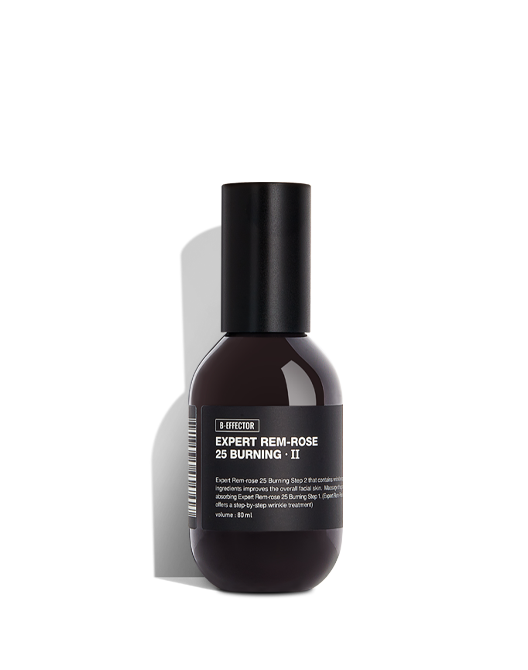 B-EFFECTOR
EXPERT REM-ROSE
25 BURNING · II
Expert Rem-rose 25 Burning Step 2 that contains
ingredients improves the overall facial skin.
absorbing Expert Rem-rose 25 Burning Step 1. (Expert
offers a step-by-step wrinkle treatment)
volume : 80 ml